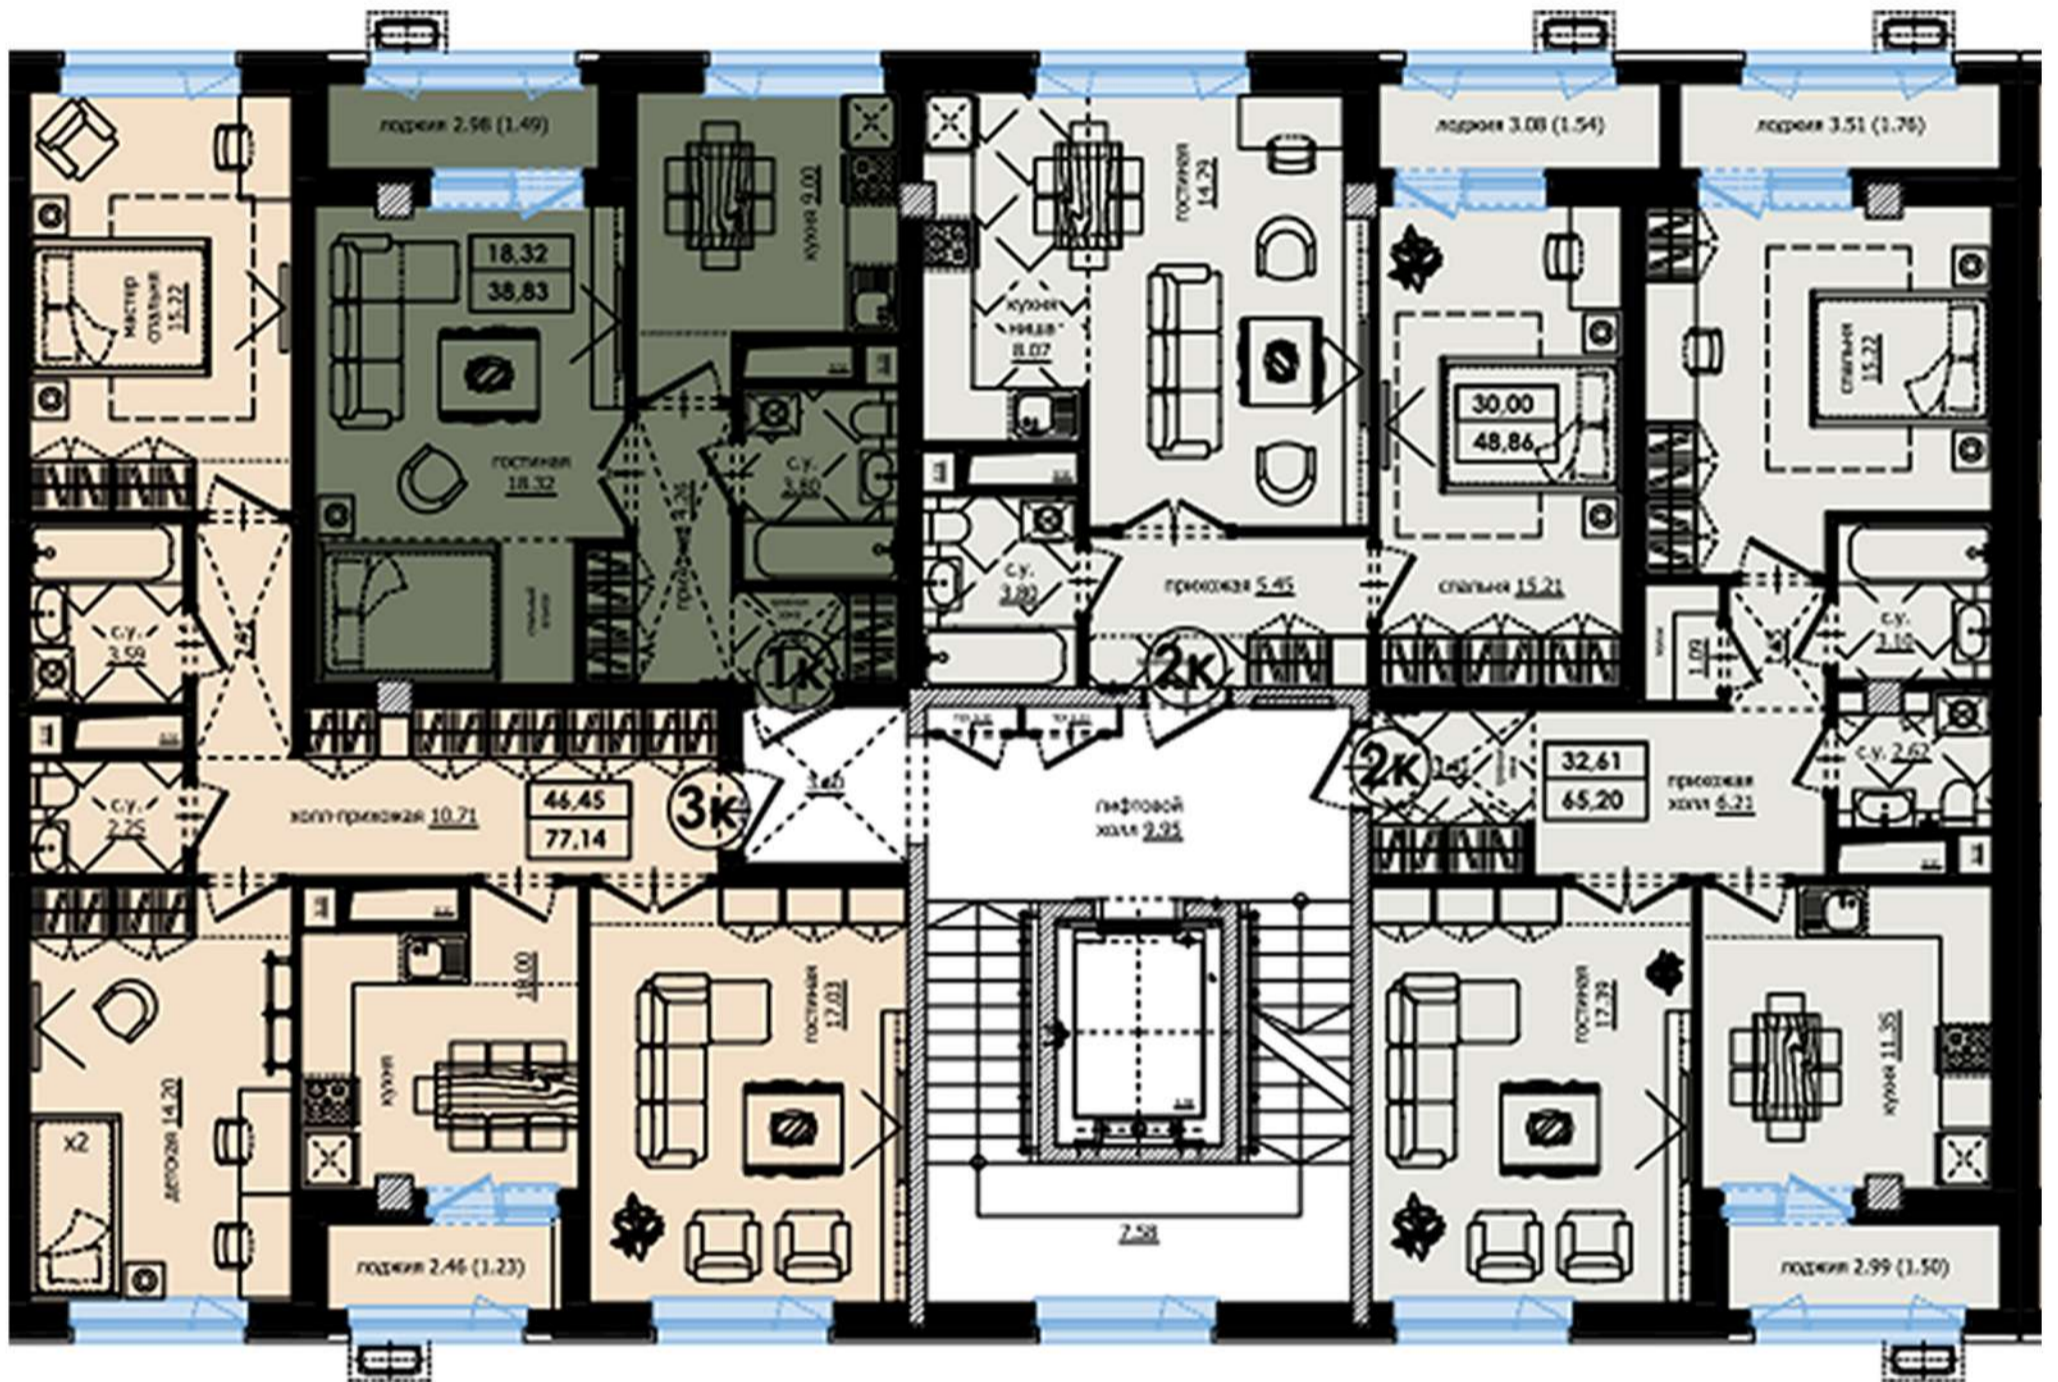 лоджия 2.98 (1.49)
лоджия 3.08 (1.54)
лоджия 3.51 (1.76)
мастер
спальня
15.22
18,32
38,83
кухня 9.00
гостиная
14.29
кухня
ниша
8.07
30,00
48,86
спальня
15.22
гостиная
18.32
с.у.
3.80
с.у.
3.80
прихожая 5.45
спальня 15.21
с.у.
3.59
1.09
с.у.
3.10
1к
2к
холл-прихожая 10.71
46,45
77,14
3к
лифтовой
холл 9.95
2к
32,61
65,20
прихожая
холл 6.21
с.у. 2.62
с.у.
2.25
детская 14.20
x2
кухня
10.00
гостиная
17.03
гостиная
17.39
кухня 11.35
7.58
лоджия 2.46 (1.23)
лоджия 2.99 (1.50)